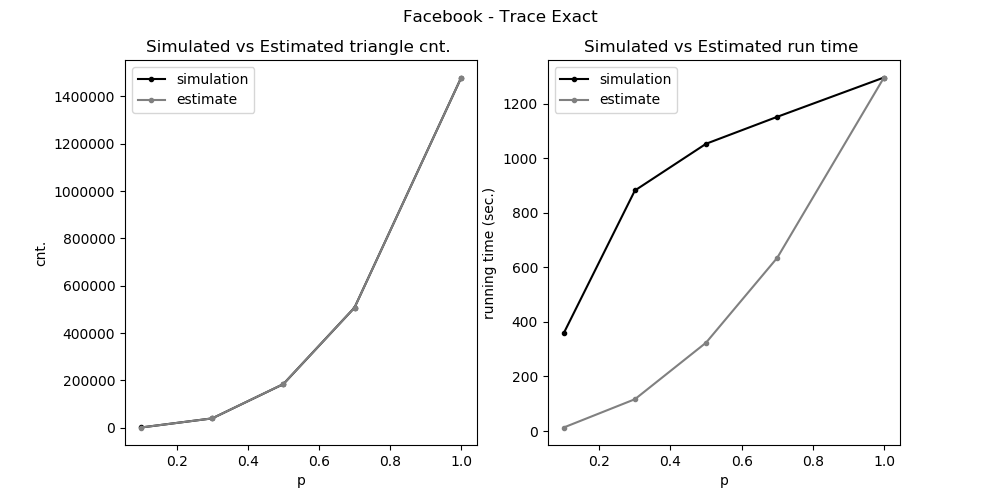 Facebook - Trace Exact
Simulated vs Estimated triangle cnt.
simulation
estimate
1400000
1200000
1000000
800000
600000
400000
200000
0
cnt.
0.2
0.4
0.6
0.8
1.0
p
Simulated vs Estimated run time
simulation
estimate
1200
1000
800
600
400
200
0
running time (sec.)
0.2
0.4
0.6
0.8
1.0
p